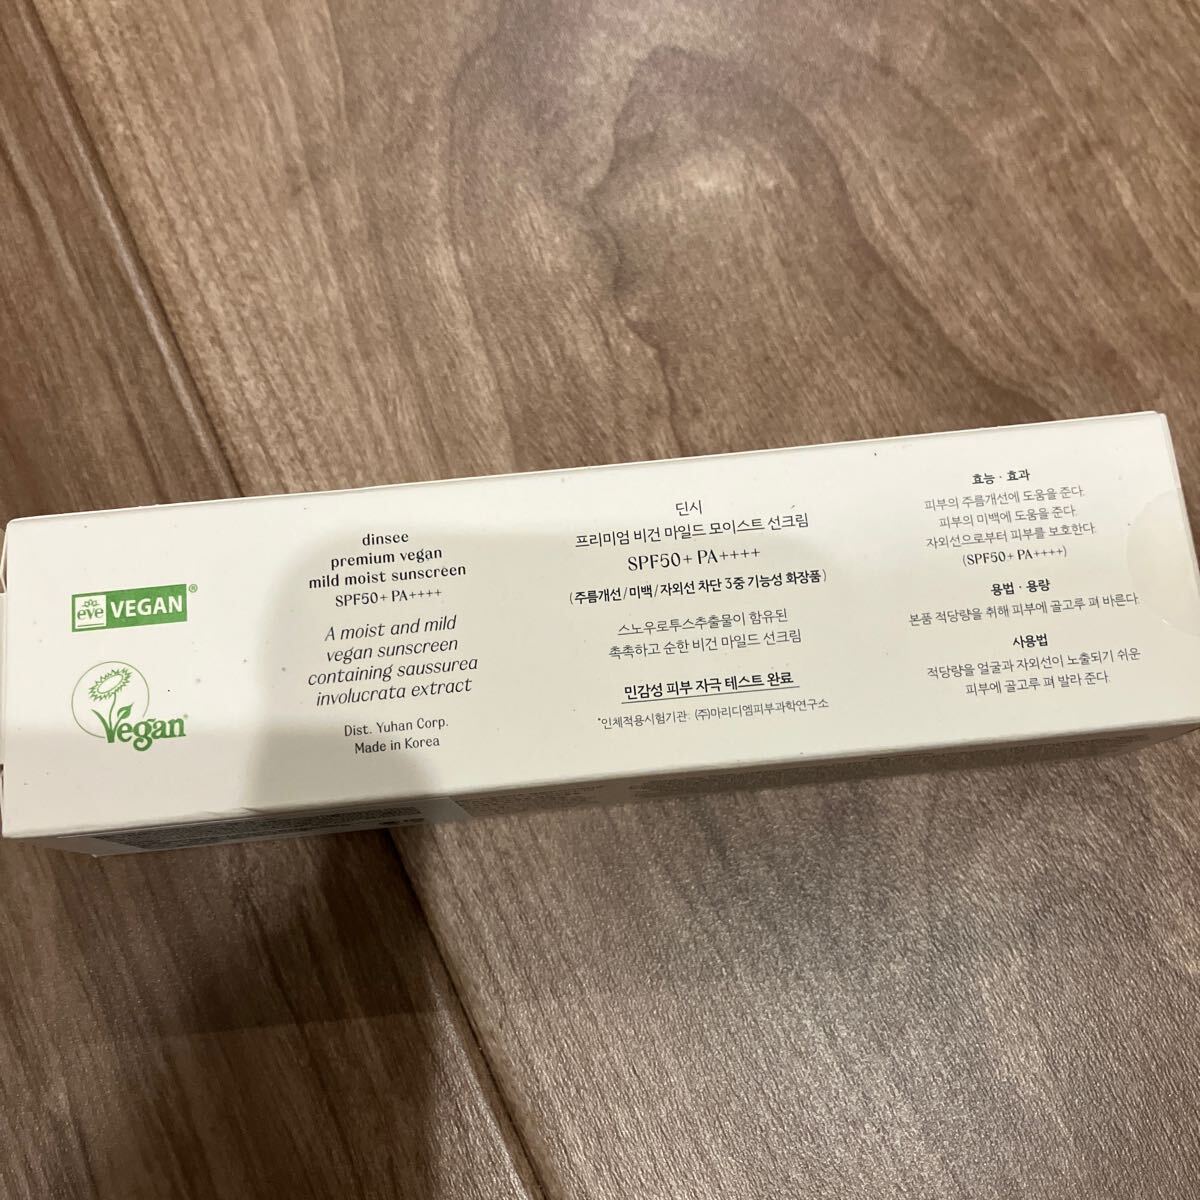 eve VEGAN®
Vegan
dinsee
premium vegan
mild moist sunscreen
SPF50+ PA++++
A moist and mild
vegan sunscreen
containing saussurea
involucrata extract
Dist. Yuhan Corp.
Made in Korea
딘시
프리미엄 비건 마일드 모이스트 선크림
SPF50+ PA++++
(주름개선/미백/자외선 차단 3중 기능성 화장품)
스노우로투스추출물이 함유된
촉촉하고 순한 비건 마일드 선크림
민감성 피부 자극 테스트 완료
*인체적용시험기관: (주)마리디엠피부과학연구소
효능·효과
피부의 주름개선에 도움을 준다.
피부의 미백에 도움을 준다.
자외선으로부터 피부를 보호한다.
(SPF50+ PA++++)
용법·용량
본품 적당량을 취해 피부에 골고루 펴 바른다.
사용법
적당량을 얼굴과 자외선이 노출되기 쉬운
피부에 골고루 펴 발라 준다.